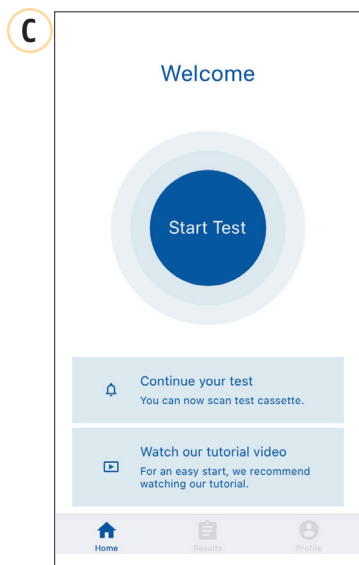 C
Welcome
Start Test
Continue your test
You can now scan test cassette.
Watch our tutorial video
For an easy start, we recommend
watching our tutorial.
Home Results Profile